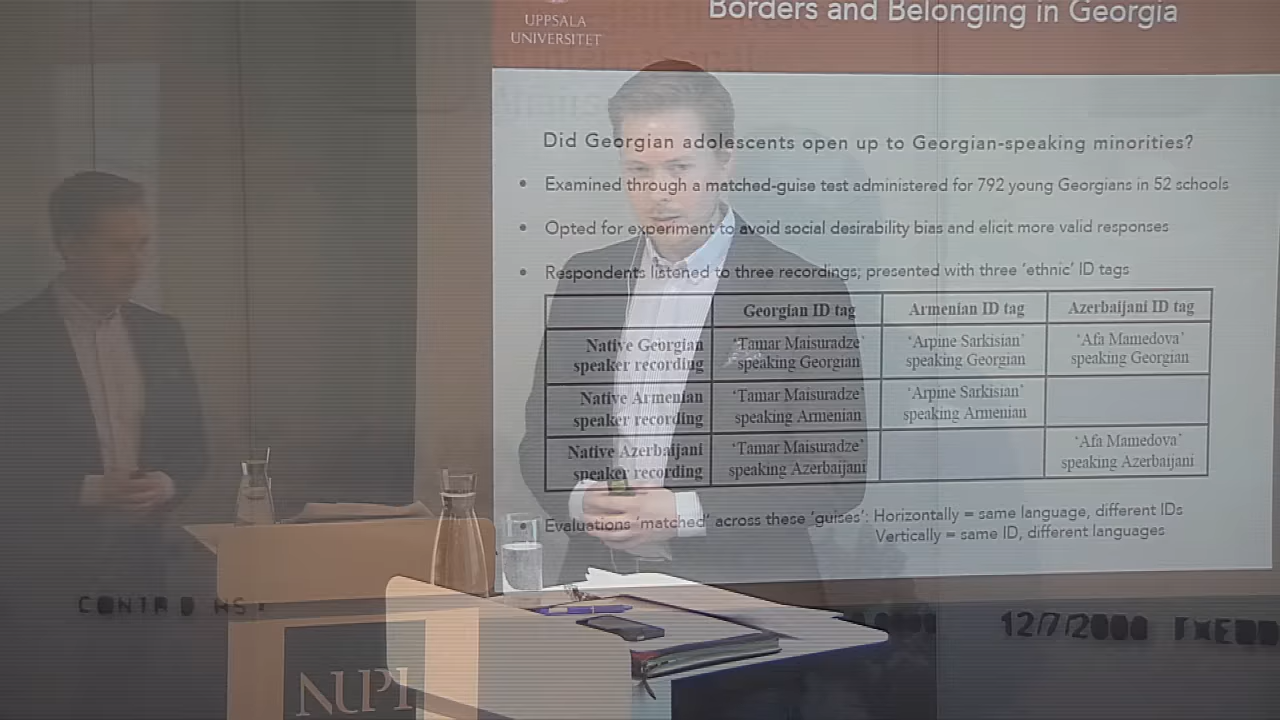 UPPSALA
UNIVERSITET
Borders and Belonging in Georgia
Did Georgian adolescents open up to Georgian-speaking minorities?
• Examined through a matched-guise test administered for 792 young Georgians in 52 schools
• Opted for experiment to avoid social desirability bias and elicit more valid responses
• Respondents listened to three recordings; presented with three 'ethnic' ID tags
Georgian ID tag Armenian ID tag Azerbaijani ID tag
Native Georgian speaker recording
'Tamar Maisuradze' speaking Georgian
'Arpine Sarkisian' speaking Georgian
'Afa Mamedova' speaking Georgian
Native Armenian speaker recording
'Tamar Maisuradze' speaking Armenian
'Arpine Sarkisian' speaking Armenian
Native Azerbaijani speaker recording
'Tamar Maisuradze' speaking Azerbaijani
'Afa Mamedova' speaking Azerbaijani
• Evaluations 'matched' across these 'guises': Horizontally = same language, different IDs
Vertically = same ID, different languages
NUPI